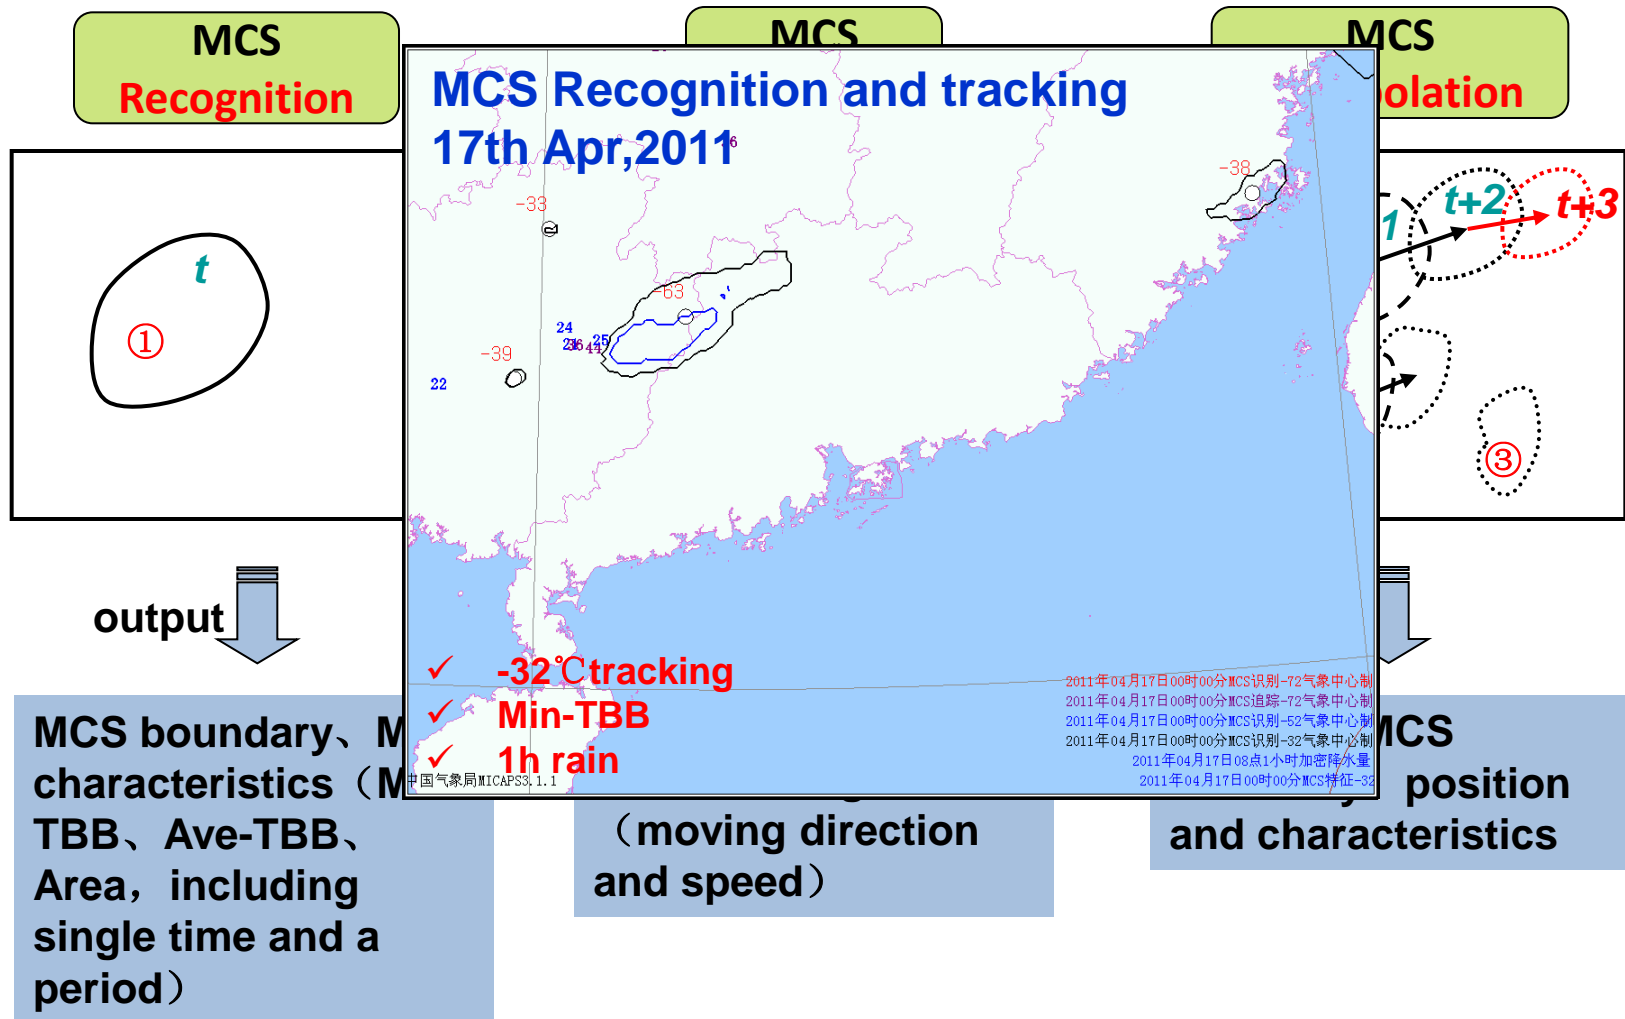 MCS
Recognition
MCS
MCS
polation
MCS Recognition and tracking
17th Apr,2011
t
①
-33
-63
-39
-38
36
24
25
36
44
22
1
t+2
t+3
③
output
-32℃tracking
Min-TBB
1h rain
2011年04月17日00时00分MCS识别-72气象中心制
2011年04月17日00时00分MCS追踪-72气象中心制
2011年04月17日00时00分MCS识别-52气象中心制
2011年04月17日00时00分MCS识别-32气象中心制
2011年04月17日08点1小时加密降水量
2011年04月17日00时00分MCS特征-32
中国气象局MICAPS3.1.1
MCS boundary、M
characteristics（M
TBB、Ave-TBB、
Area，including
single time and a
period）
（moving direction
and speed）
MCS
position
and characteristics